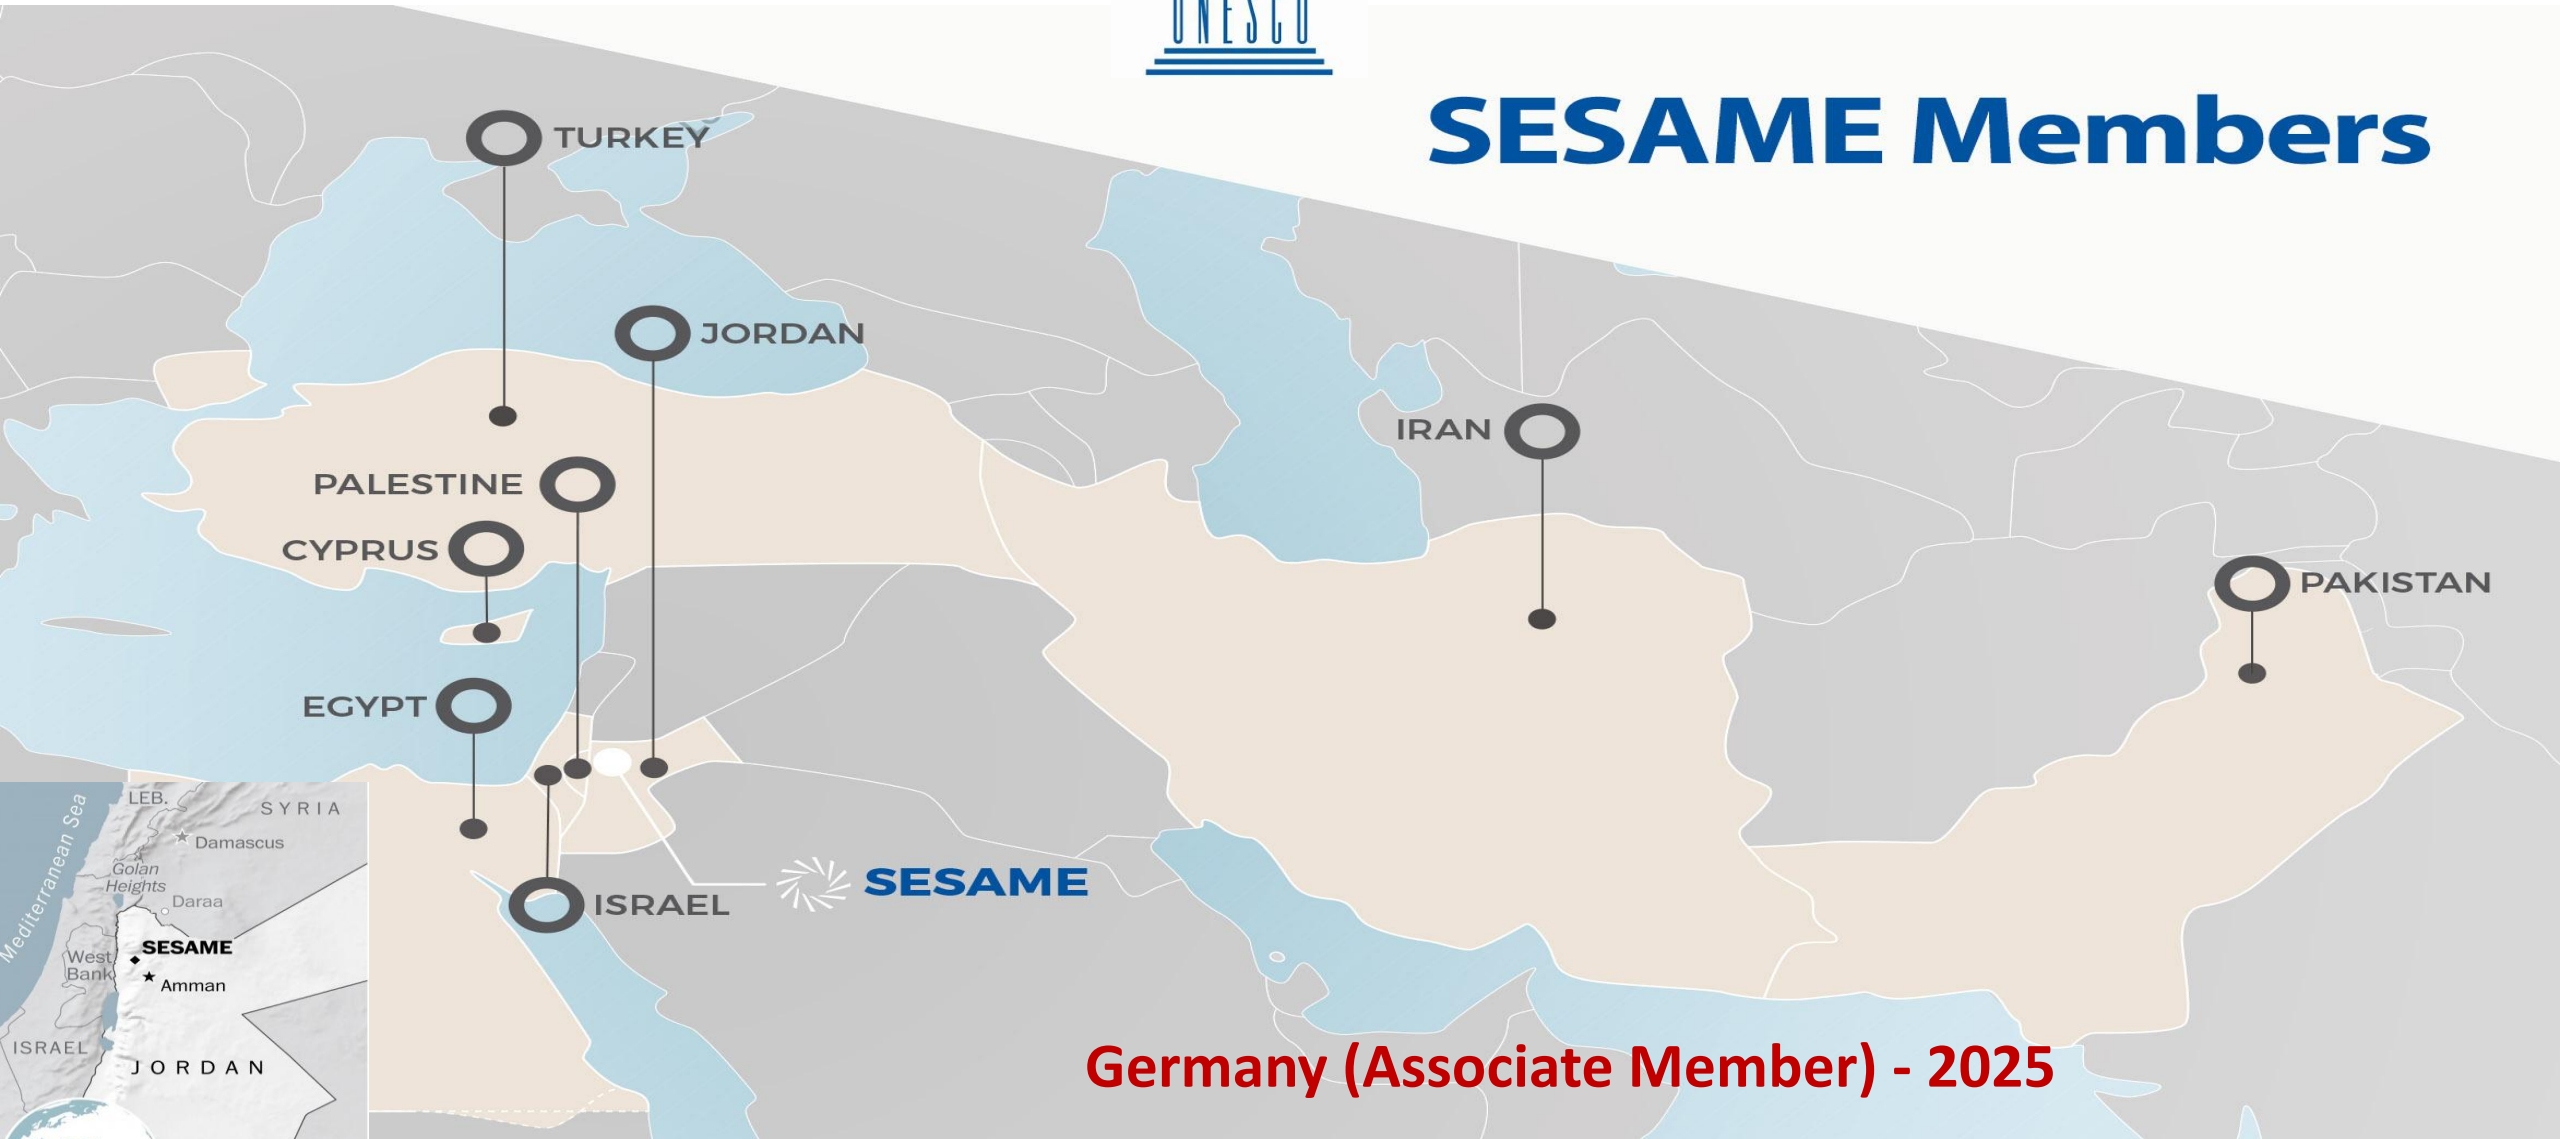 UNESCO
SESAME Members
TURKEY
JORDAN
IRAN
PALESTINE
CYPRUS
PAKISTAN
EGYPT
ISRAEL
SESAME
LEB.
SYRIA
Damascus
Mediterranean Sea
Golan
Heights
Daraa
SESAME
West
Bank
Amman
ISRAEL
JORDAN
Germany (Associate Member) - 2025